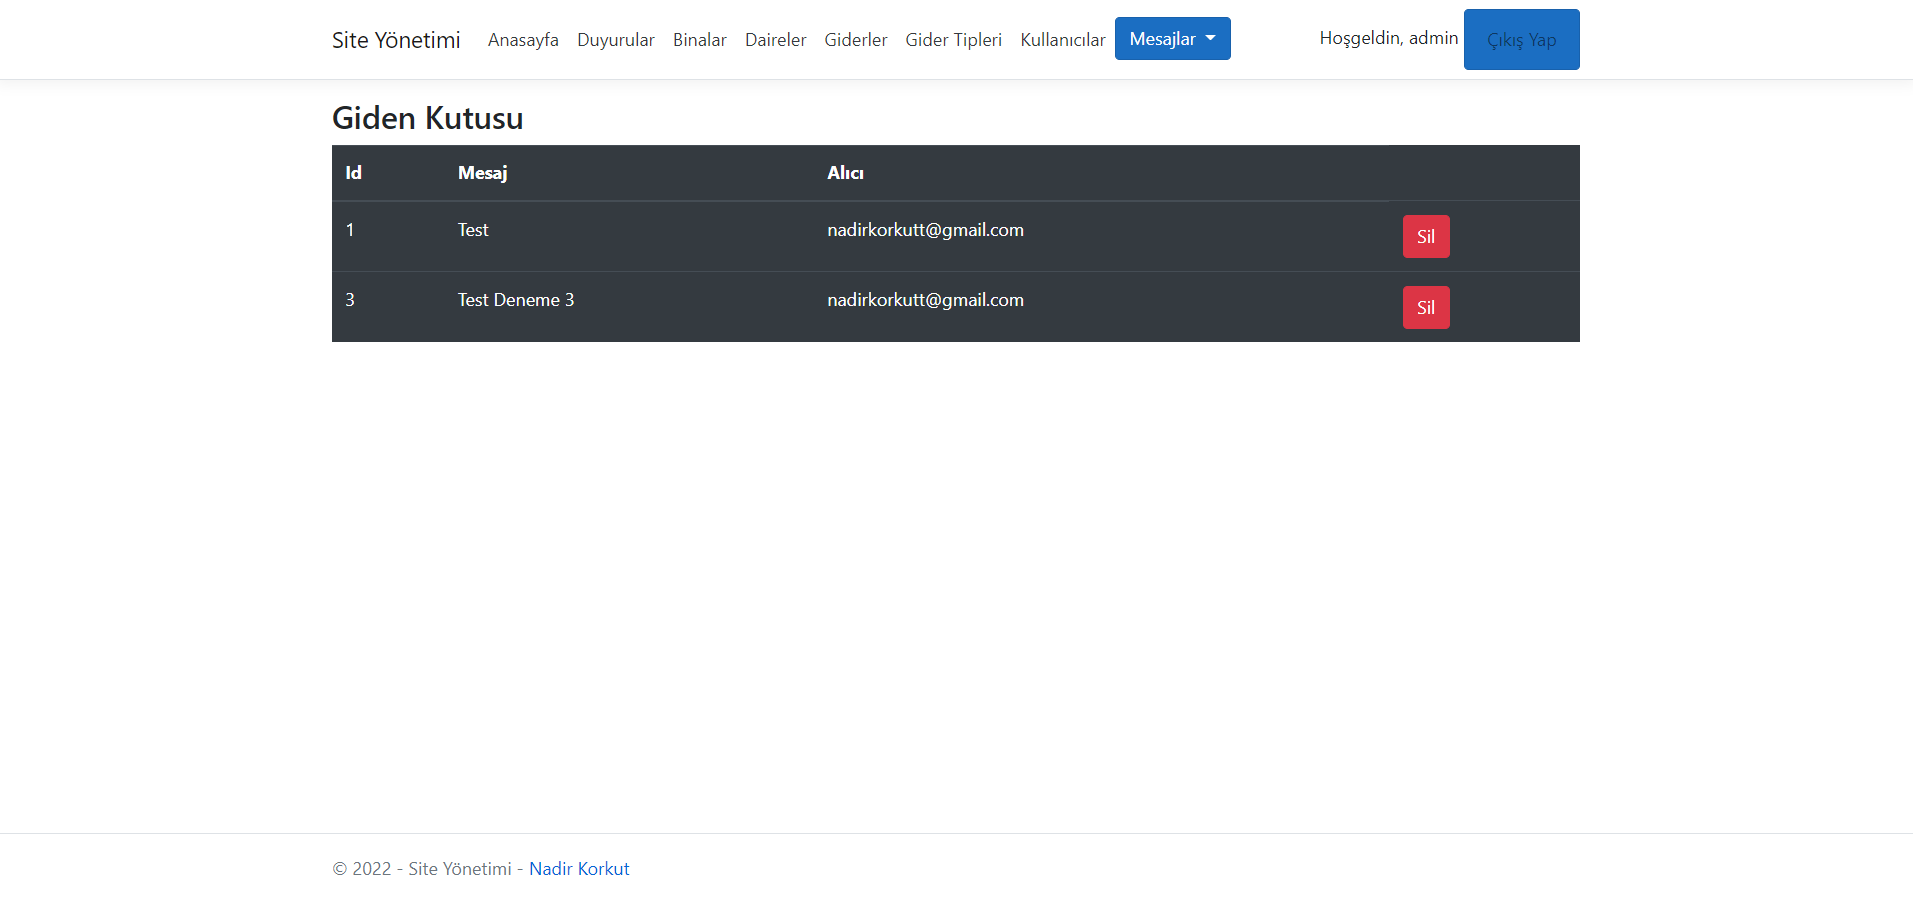 Site Yönetimi Anasayfa Duyurular Binalar Daireler Giderler Gider Tipleri Kullanıcılar Mesajlar Hoşgeldin, admin Çıkış Yap
Giden Kutusu
Id Mesaj Alıcı
1 Test nadirkorkutt@gmail.com Sil
3 Test Deneme 3 nadirkorkutt@gmail.com Sil
© 2022 - Site Yönetimi - Nadir Korkut